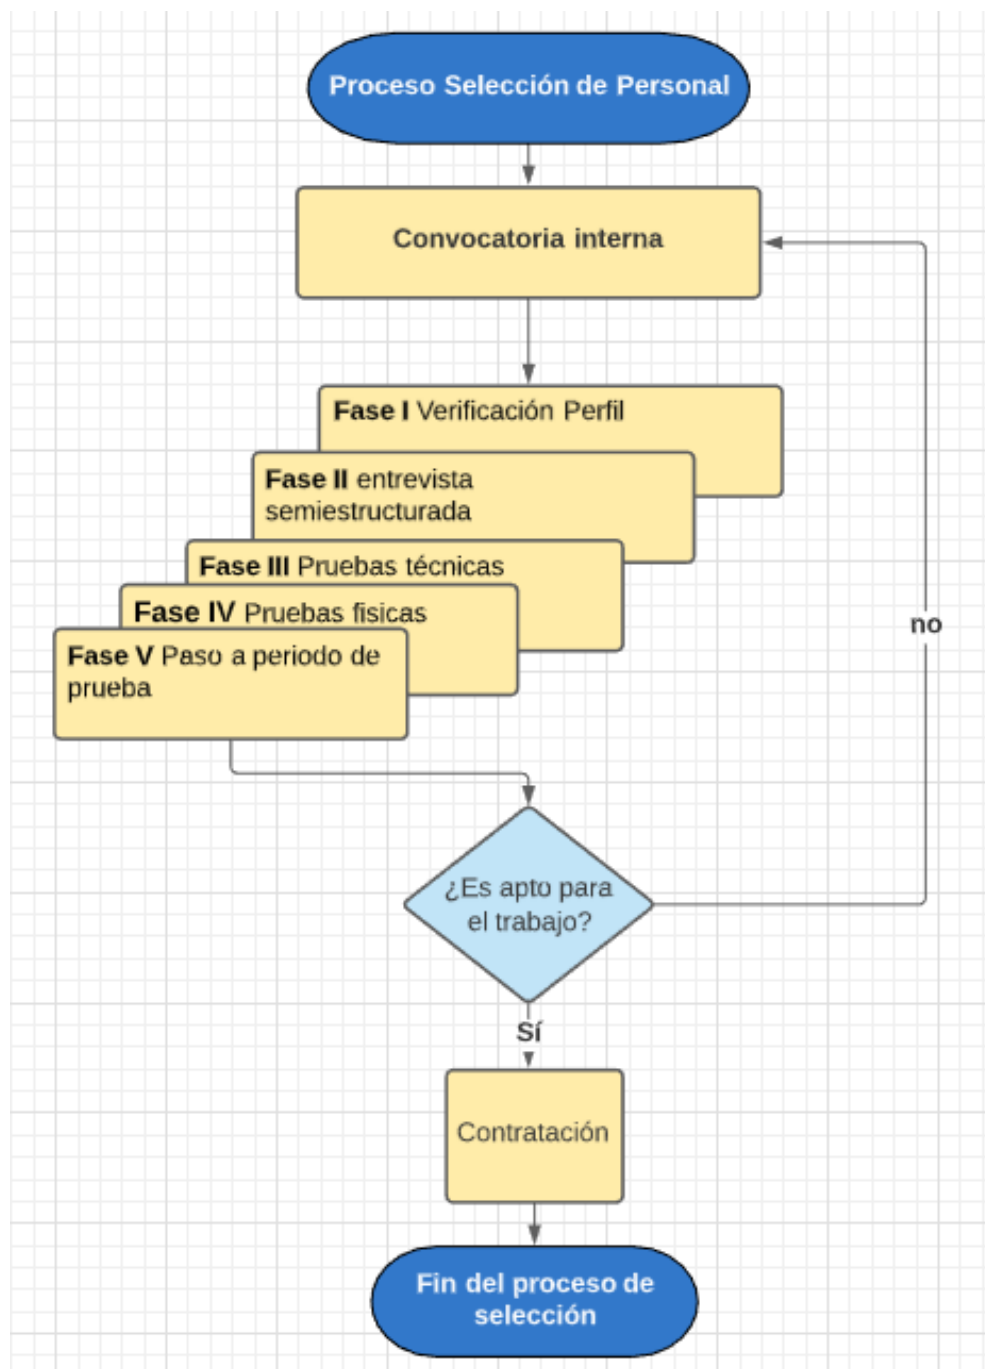 Proceso Selección de Personal
Convocatoria interna
Fase I Verificación Perfil
Fase II entrevista
semiestructurada
Fase III Pruebas técnicas
Fase IV Pruebas fisicas
Fase V Paso a periodo de
prueba
no
¿Es apto para
el trabajo?
Sí
Contratación
Fin del proceso de
selección